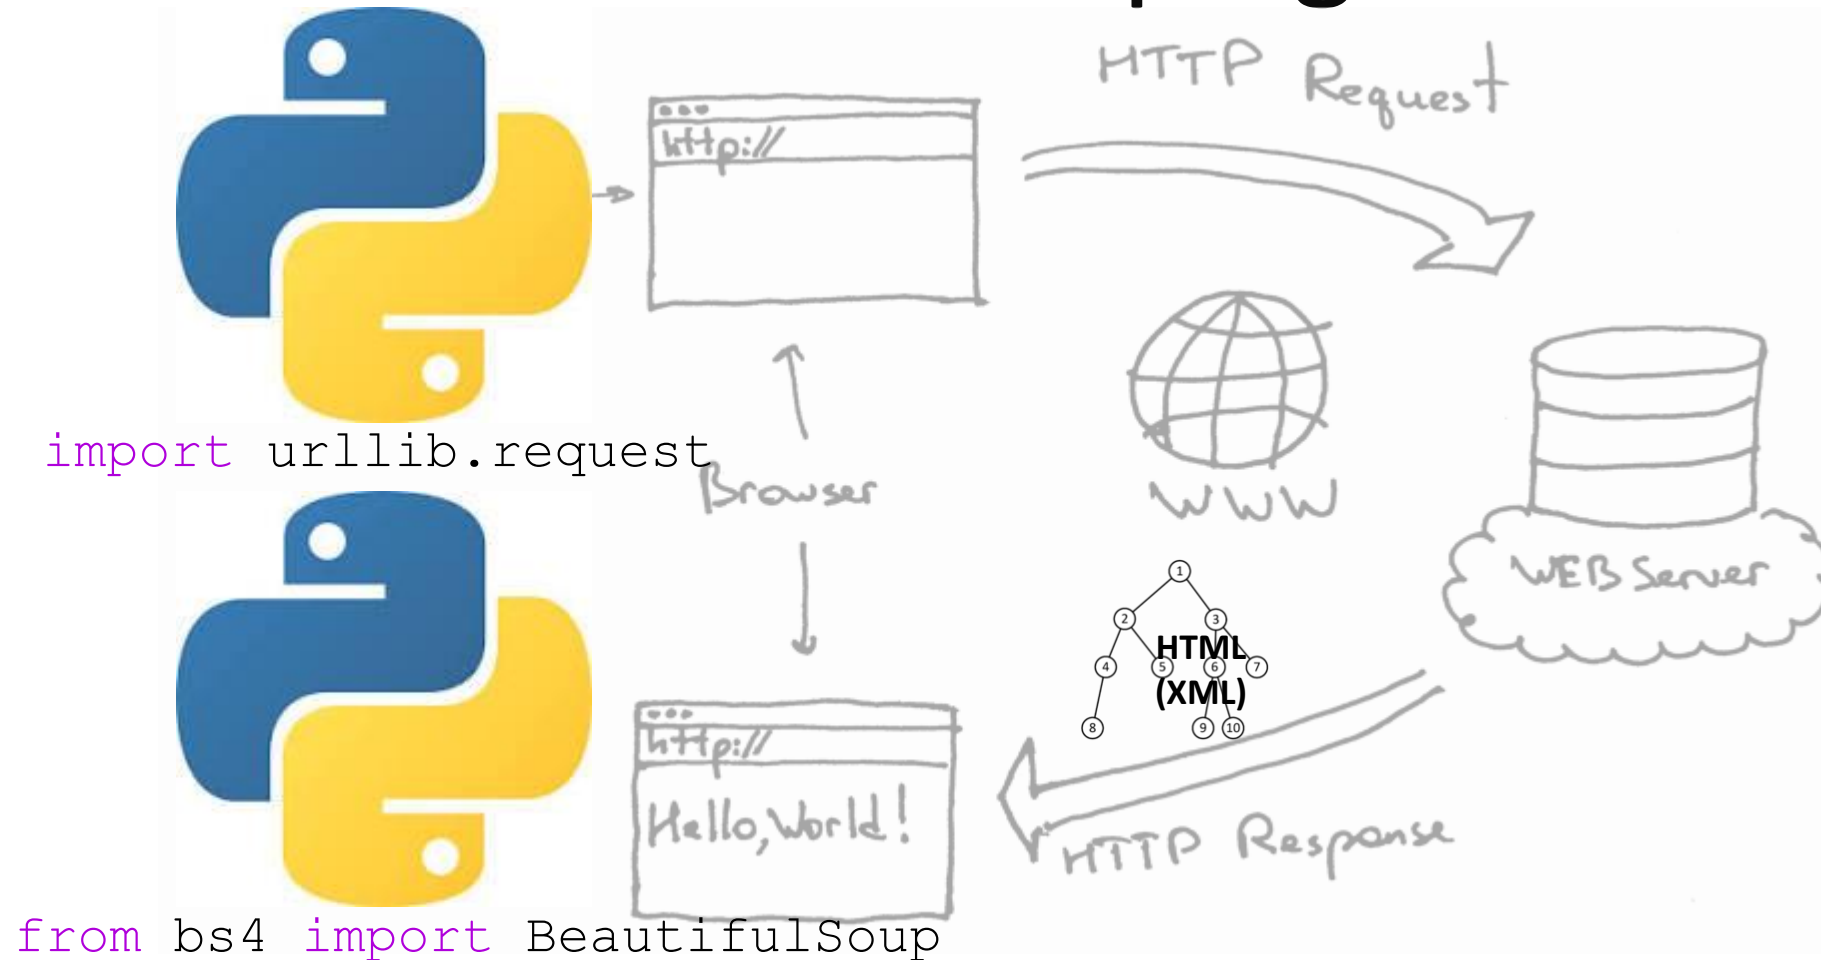 HTTP Request
http://
import urllib.request
Browser
WWW
WEB Server
1
2 3
HTML
4 5 6 7
(XML)
8 9 10
http://
Hello, World!
HTTP Response
from bs4 import BeautifulSoup